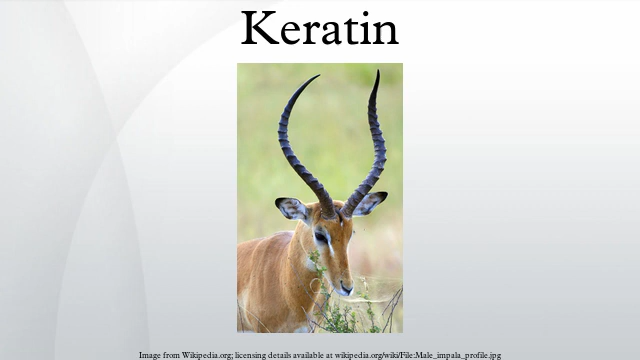 Keratin
Image from Wikipedia.org; licensing details available at wikipedia.org/wiki/File:Male_impala_profile.jpg